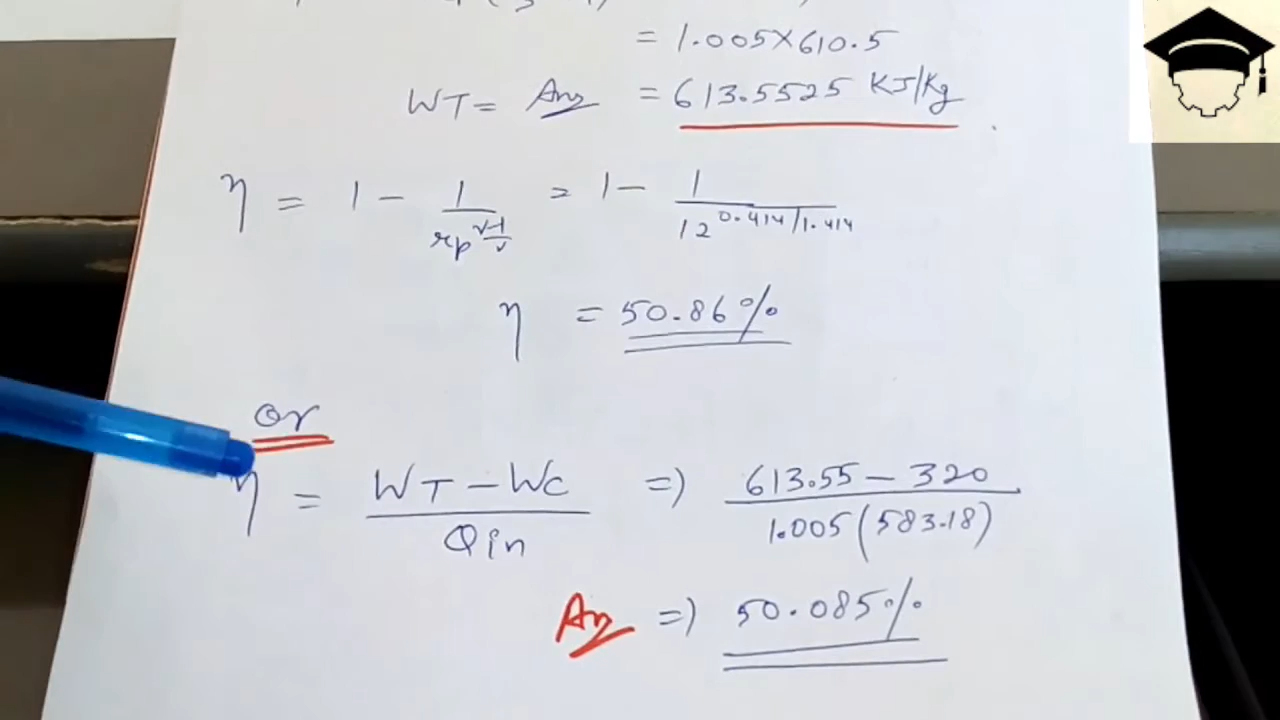 = 1.005×610.5
WT = Ans = 613.5525 KJ/Kg
η = 1 - 1/rp^(γ-1/γ) = 1 - 1/12^(0.414/1.414)
η = 50.86%
Or
η = WT - WC / Qin => 613.55 - 320 / 1.005(583.18)
Ans => 50.085%